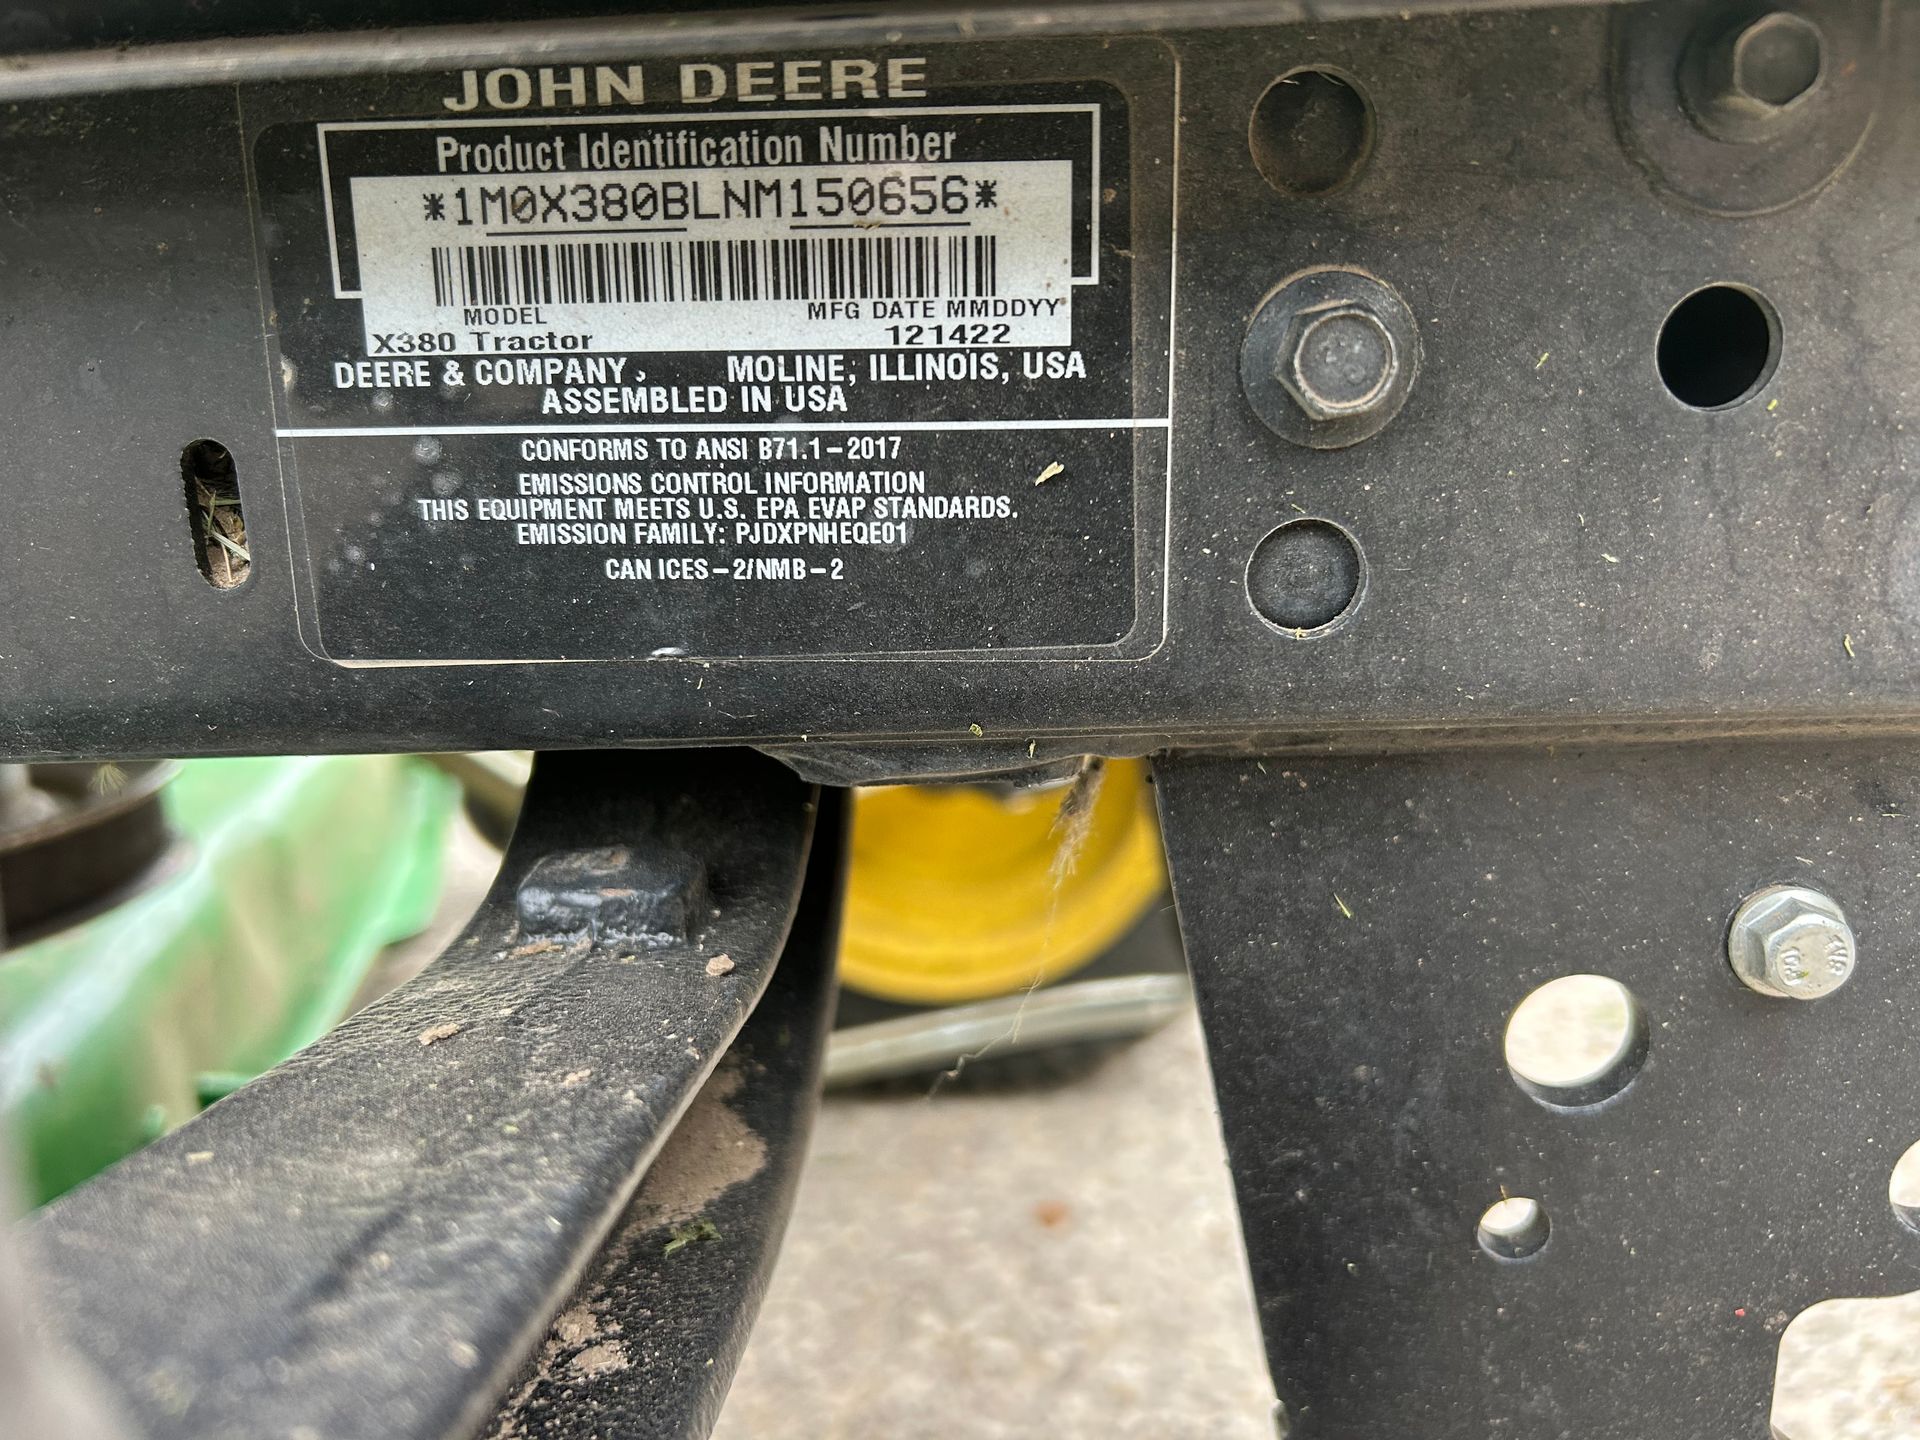 JOHN DEERE
Product Identification Number
*1M0X380BLNM150656*
MODEL MFG DATE MMDDYY
X380 Tractor 121422
DEERE & COMPANY, MOLINE, ILLINOIS, USA
ASSEMBLED IN USA
CONFORMS TO ANSI B71.1-2017
EMISSIONS CONTROL INFORMATION
THIS EQUIPMENT MEETS U.S. EPA EVAP STANDARDS.
EMISSION FAMILY: PJDXPNHEQE01
CAN ICES-2/NMB-2